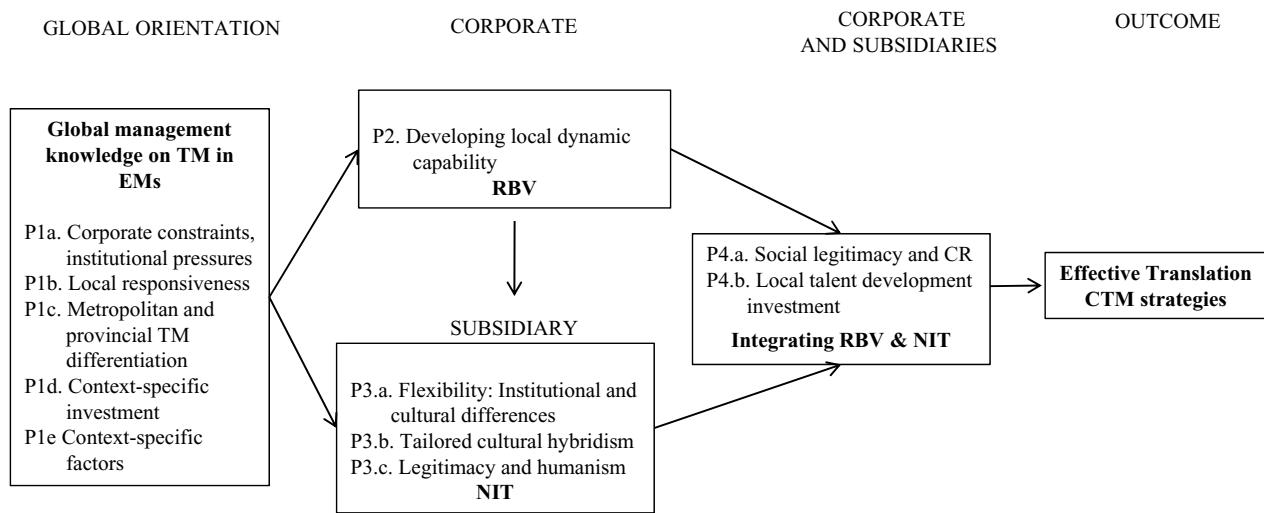 GLOBAL ORIENTATION
CORPORATE
CORPORATE
AND SUBSIDIARIES
OUTCOME
Global management
knowledge on TM in
EMs
P1a. Corporate constraints,
institutional pressures
P1b. Local responsiveness
P1c. Metropolitan and
provincial TM
differentiation
P1d. Context-specific
investment
P1e Context-specific
factors
P2. Developing local dynamic
capability
RBV
SUBSIDIARY
P3.a. Flexibility: Institutional and
cultural differences
P3.b. Tailored cultural hybridism
P3.c. Legitimacy and humanism
NIT
P4.a. Social legitimacy and CR
P4.b. Local talent development
investment
Integrating RBV & NIT
Effective Translation
CTM strategies